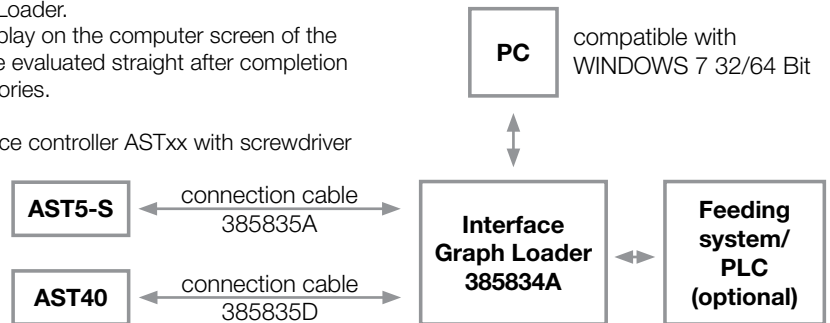 Loader.
play on the computer screen of the
e evaluated straight after completion
ories.
ce controller ASTxx with screwdriver
PC
compatible with
WINDOWS 7 32/64 Bit
AST5-S
connection cable
385835A
AST40
connection cable
385835D
Interface
Graph Loader
385834A
Feeding
system/
PLC
(optional)